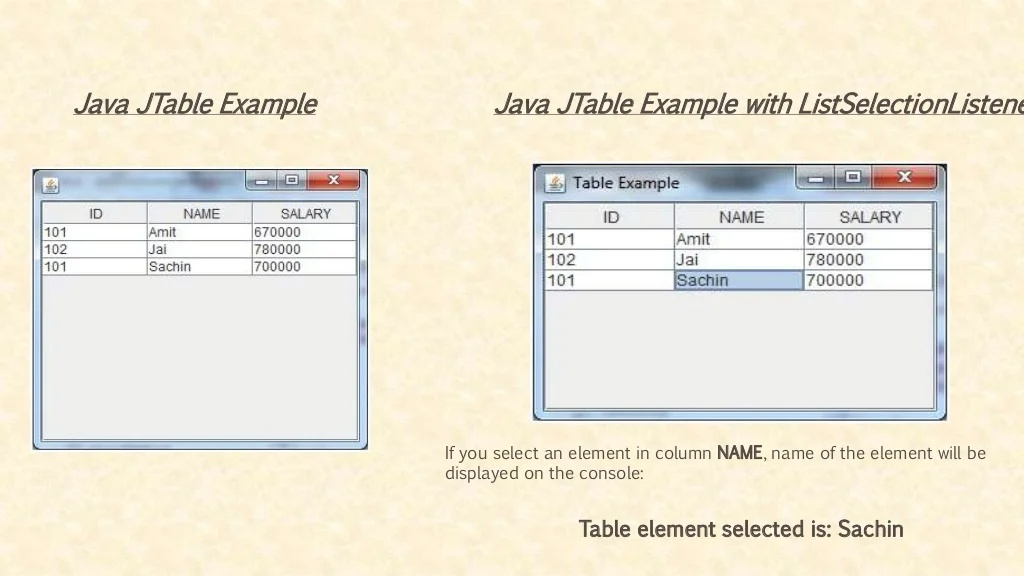 Java JTable Example
ID NAME SALARY
101 Amit 670000
102 Jai 780000
101 Sachin 700000
Java JTable Example with ListSelectionListene
Table Example
ID NAME SALARY
101 Amit 670000
102 Jai 780000
101 Sachin 700000
If you select an element in column NAME, name of the element will be
displayed on the console:
Table element selected is: Sachin